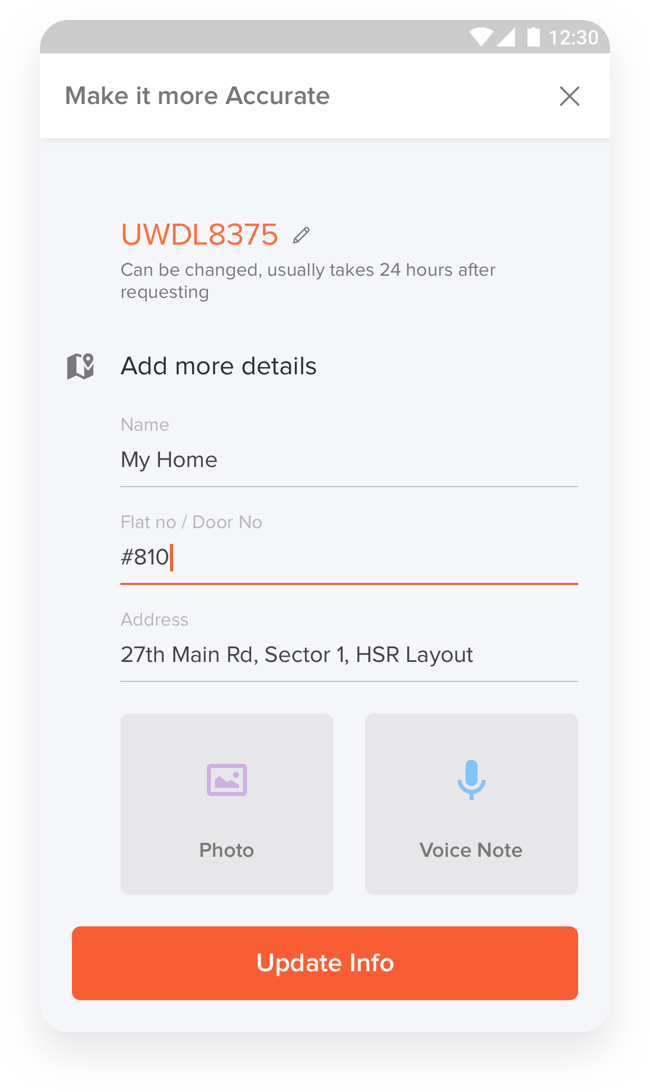 12:30
Make it more Accurate
UWDL8375
Can be changed, usually takes 24 hours after
requesting
Add more details
Name
My Home
Flat no / Door No
#810
Address
27th Main Rd, Sector 1, HSR Layout
Photo
Voice Note
Update Info